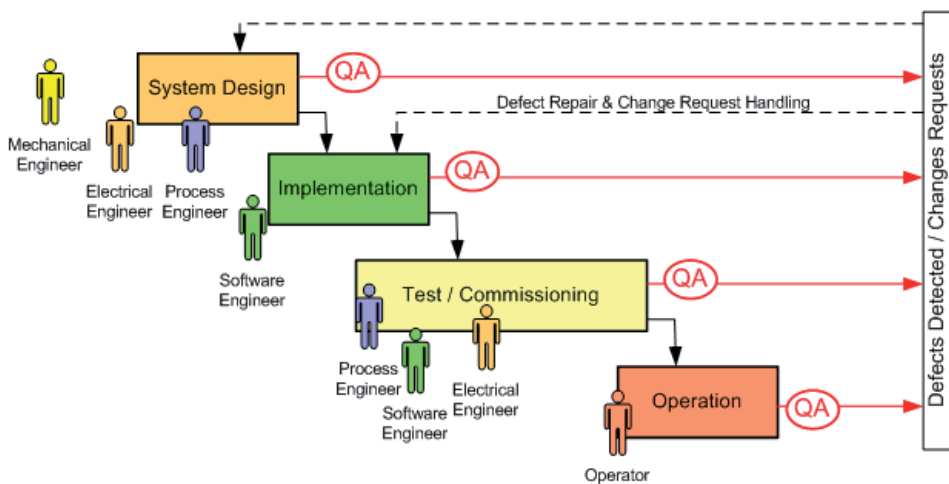 QA
System Design
Mechanical
Engineer
Defect Repair & Change Request Handling
Electrical
Engineer
Process
Engineer
QA
Implementation
Software
Engineer
QA
Test / Commissioning
Process
Engineer
Software
Engineer
Electrical
Engineer
QA
Operation
Operator
Defects Detected / Changes Requests